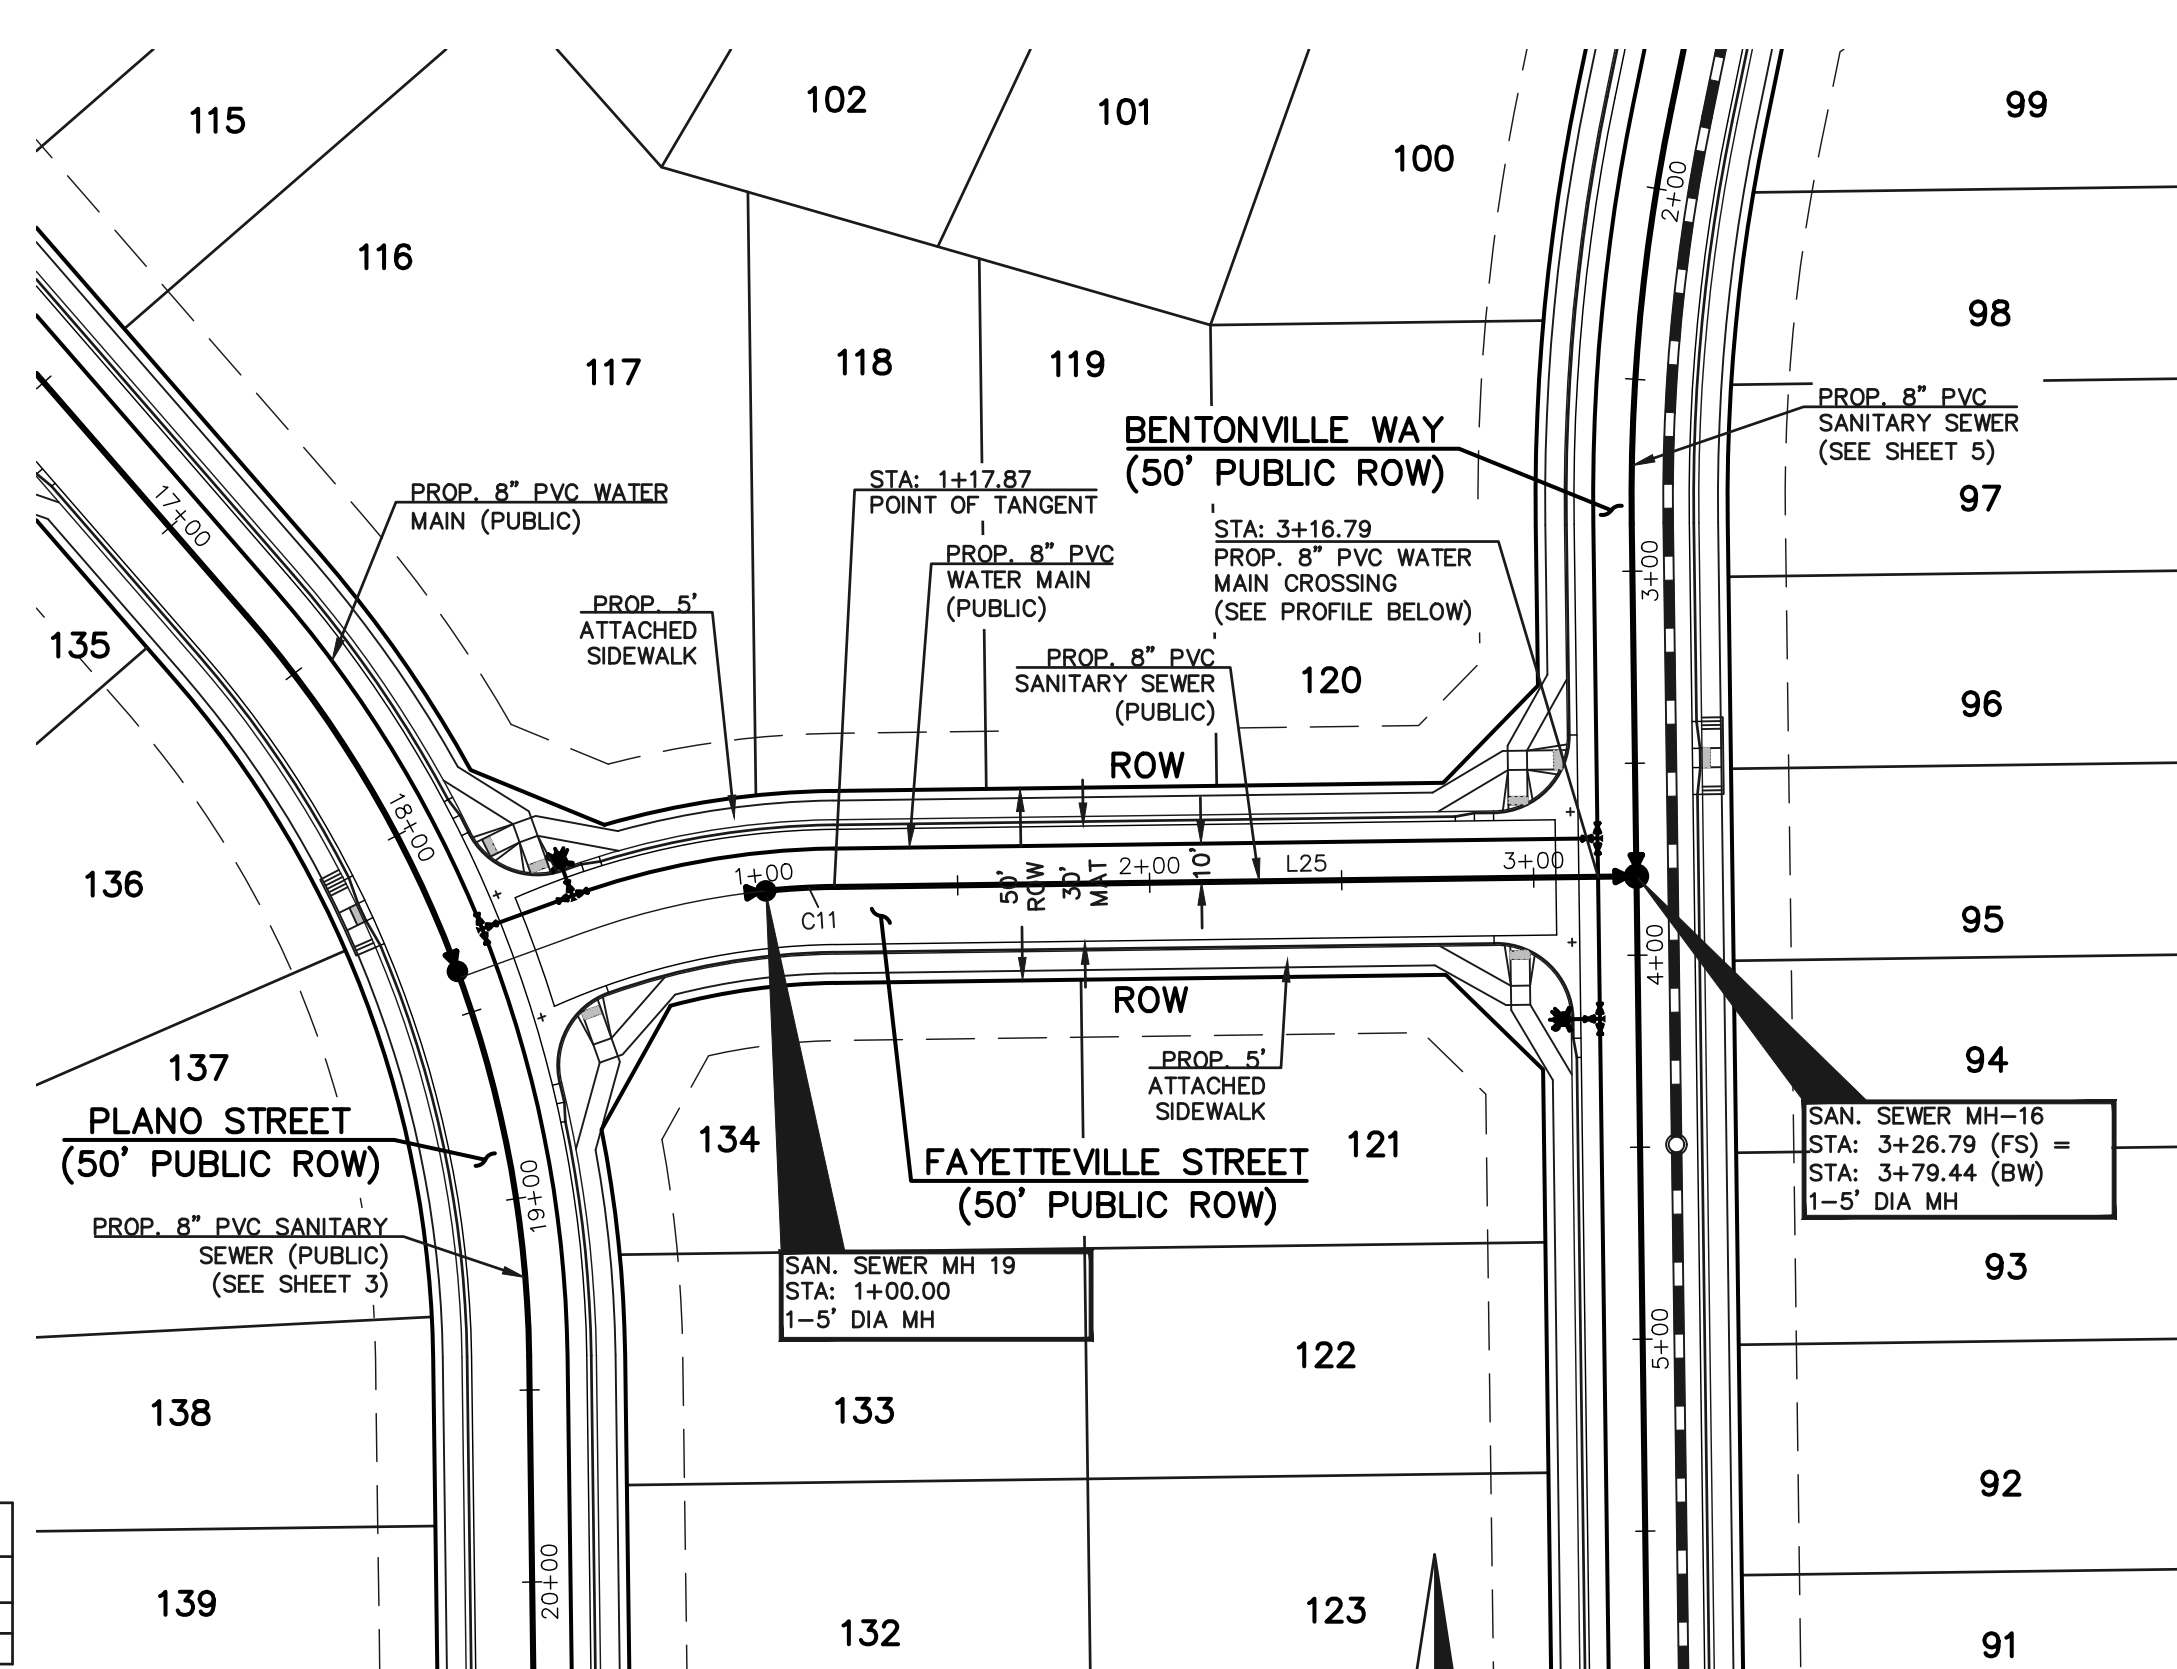 102
101
99
115
100
116
2+00
98
117
118
119
PROP. 8" PVC
SANITARY SEWER
(SEE SHEET 5)
BENTONVILLE WAY
(50' PUBLIC ROW)
STA: 1+17.87
POINT OF TANGENT
PROP. 8" PVC WATER
MAIN (PUBLIC)
17+00
97
STA: 3+16.79
PROP. 8" PVC WATER
MAIN CROSSING
(SEE PROFILE BELOW)
PROP. 8" PVC
WATER MAIN
(PUBLIC)
3+00
PROP. 5'
ATTACHED
SIDEWALK
135
PROP. 8" PVC
SANITARY SEWER
(PUBLIC)
120
96
ROW
18+00
1+00
50'
ROW
30'
MAT
2+00
10'
L25
3+00
136
C11
95
4+00
ROW
137
PROP. 5'
ATTACHED
SIDEWALK
94
PLANO STREET
(50' PUBLIC ROW)
134
121
SAN. SEWER MH-16
STA: 3+26.79 (FS) =
STA: 3+79.44 (BW)
1-5' DIA MH
FAYETTEVILLE STREET
(50' PUBLIC ROW)
19+00
PROP. 8" PVC SANITARY
SEWER (PUBLIC)
(SEE SHEET 3)
SAN. SEWER MH 19
STA: 1+00.00
1-5' DIA MH
93
5+00
122
138
133
92
20+00
139
132
123
91